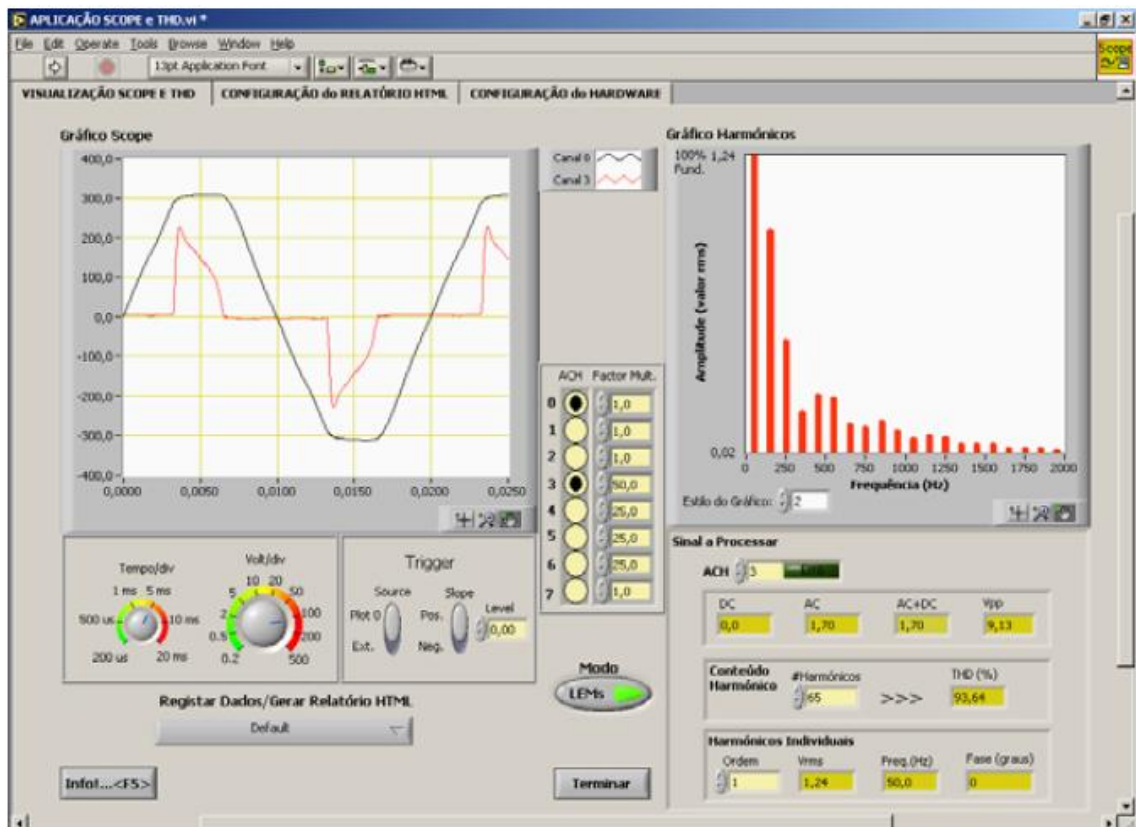 APLICAÇÃO SCOPE e THD.vi *
File Edit Operate Tools Browse Window Help
13pt Application Font
Scope
VISUALIZAÇÃO SCOPE E THD CONFIGURAÇÃO do RELATÓRIO HTML CONFIGURAÇÃO do HARDWARE
Gráfico Scope
400,0
300,0
200,0
100,0
0,0
-100,0
-200,0
-300,0
-400,0
0,0000 0,0050 0,0100 0,0150 0,0200 0,0250
Canal 0
Canal 3
Gráfico Harmónicos
100% 1,24
Fund.
Amplitude (valor rms)
0,02
0 250 500 750 1000 1250 1500 1750 2000
Frequência (Hz)
Estilo do Gráfico: 2
ACH Factor Mult.
0 1,0
1 1,0
2 1,0
3 50,0
4 25,0
5 25,0
6 25,0
7 1,0
Tempo/div
1 ms 5 ms
500 us 10 ms
200 us 20 ms
Volt/div
10 20
5 50
2 100
0.5 200
0.2 500
Trigger
Source Slope
Plot 0 Pos. Level
0,00
Ext. Neg.
Modo
LEMs
Registar Dados/Gerar Relatório HTML
Default
Info!...<F5>
Terminar
Sinal a Processar
ACH 3
DC AC AC+DC Vpp
0,0 1,70 1,70 9,13
Conteúdo Harmónico
#Harmónicos THD (%)
65 >>> 93,64
Harmónicos Individuais
Ordem Vrms Freq.(Hz) Fase (graus)
1 1,24 50,0 0